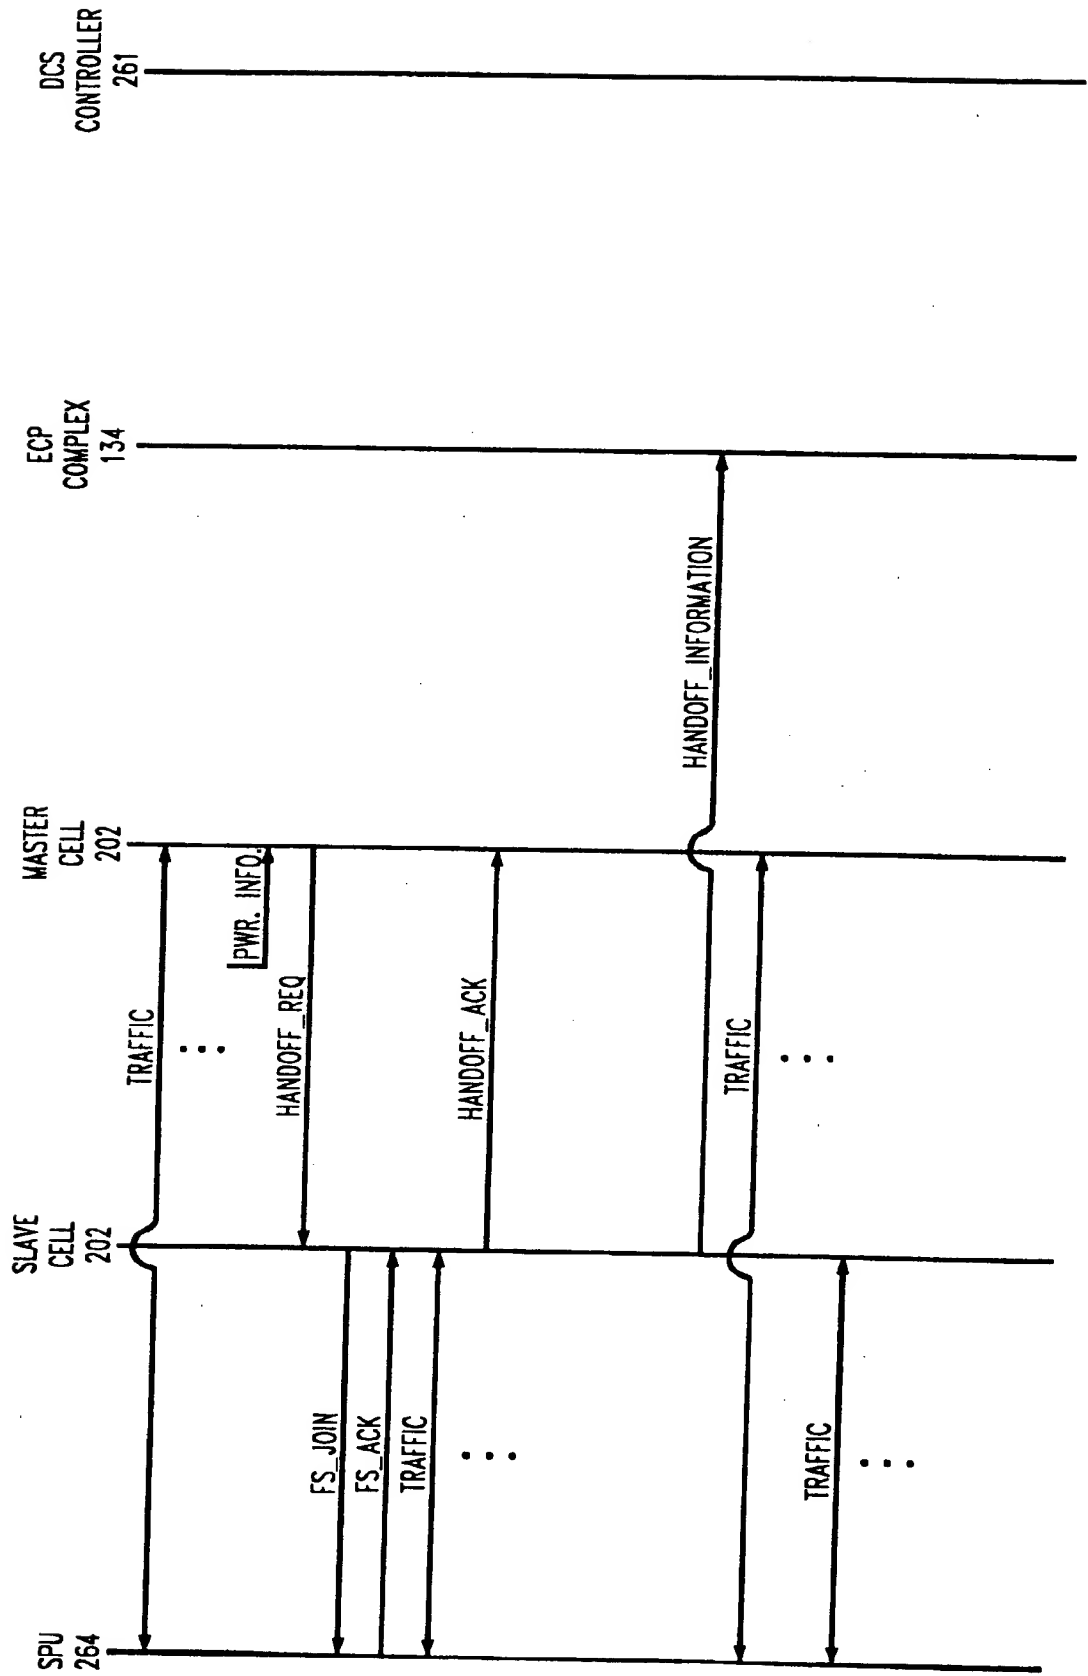 SPU
264
SLAVE
CELL
202
MASTER
CELL
202
ECP
COMPLEX
134
DCS
CONTROLLER
261
TRAFFIC
PWR. INFO.
HANDOFF_REQ
FS_JOIN
FS_ACK
TRAFFIC
HANDOFF_ACK
HANDOFF_INFORMATION
TRAFFIC
TRAFFIC